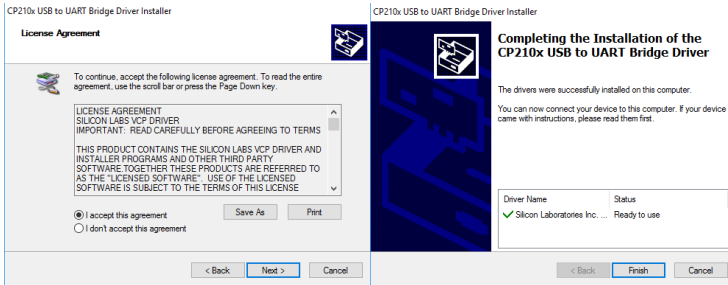 CP210x USB to UART Bridge Driver Installer
License Agreement
To continue, accept the following license agreement. To read the entire
agreement, use the scroll bar or press the Page Down key.
LICENSE AGREEMENT
SILICON LABS VCP DRIVER
IMPORTANT:  READ CAREFULLY BEFORE AGREEING TO TERMS
THIS PRODUCT CONTAINS THE SILICON LABS VCP DRIVER AND
INSTALLER PROGRAMS AND OTHER THIRD PARTY
SOFTWARE.TOGETHER THESE PRODUCTS ARE REFERRED TO
AS THE "LICENSED SOFTWARE".  USE OF THE LICENSED
SOFTWARE IS SUBJECT TO THE TERMS OF THIS LICENSE
I accept this agreement
Save As
Print
I don't accept this agreement
< Back
Next >
Cancel
CP210x USB to UART Bridge Driver Installer
Completing the Installation of the
CP210x USB to UART Bridge Driver
The drivers were successfully installed on this computer.
You can now connect your device to this computer. If your device
came with instructions, please read them first.
Driver Name
Status
Silicon Laboratories Inc. ...
Ready to use
< Back
Finish
Cancel